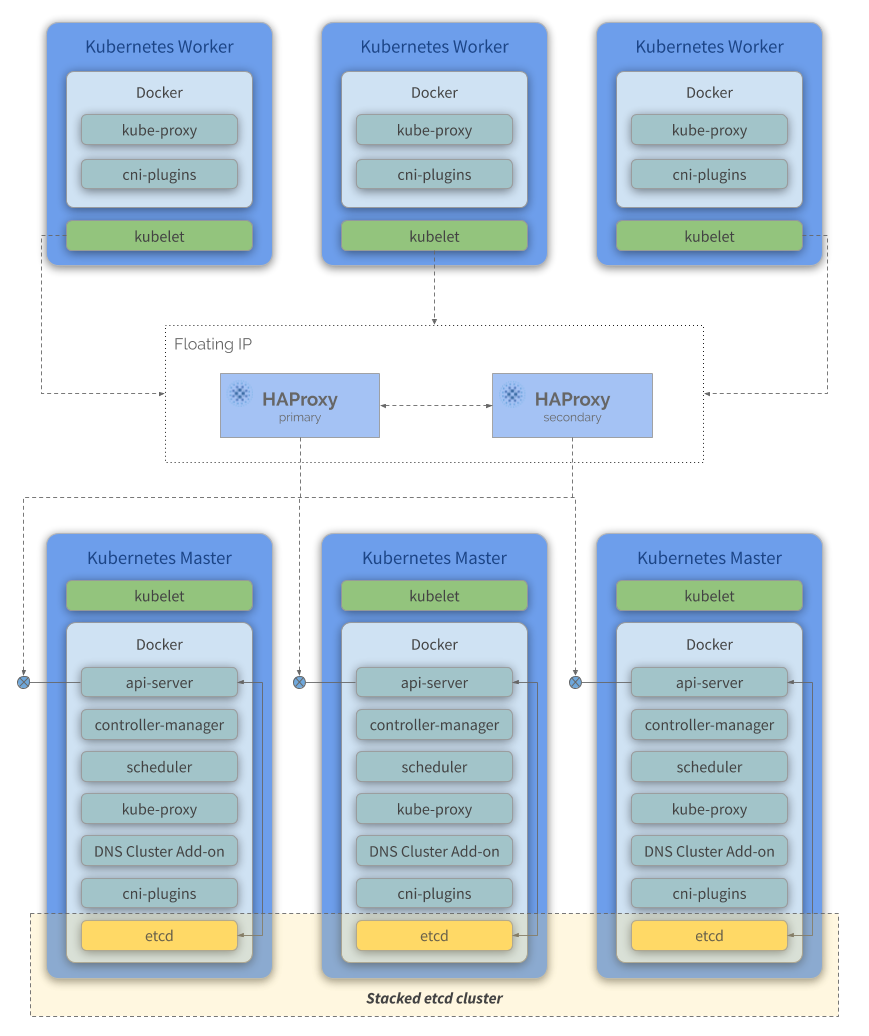 Kubernetes Worker
Docker
kube-proxy
cni-plugins
kubelet
Kubernetes Worker
Docker
kube-proxy
cni-plugins
kubelet
Kubernetes Worker
Docker
kube-proxy
cni-plugins
kubelet
Floating IP
HAProxy
primary
HAProxy
secondary
Kubernetes Master
kubelet
Docker
api-server
controller-manager
scheduler
kube-proxy
DNS Cluster Add-on
cni-plugins
etcd
Kubernetes Master
kubelet
Docker
api-server
controller-manager
scheduler
kube-proxy
DNS Cluster Add-on
cni-plugins
etcd
Kubernetes Master
kubelet
Docker
api-server
controller-manager
scheduler
kube-proxy
DNS Cluster Add-on
cni-plugins
etcd
Stacked etcd cluster